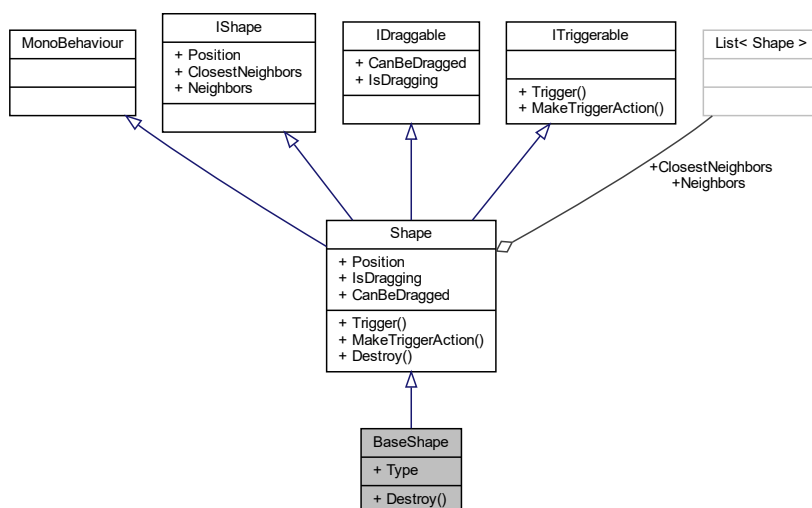 MonoBehaviour
IShape
+ Position
+ ClosestNeighbors
+ Neighbors
IDraggable
+ CanBeDragged
+ IsDragging
ITriggerable
+ Trigger()
+ MakeTriggerAction()
List< Shape >
+ClosestNeighbors
+Neighbors
Shape
+ Position
+ IsDragging
+ CanBeDragged
+ Trigger()
+ MakeTriggerAction()
+ Destroy()
BaseShape
+ Type
+ Destroy()